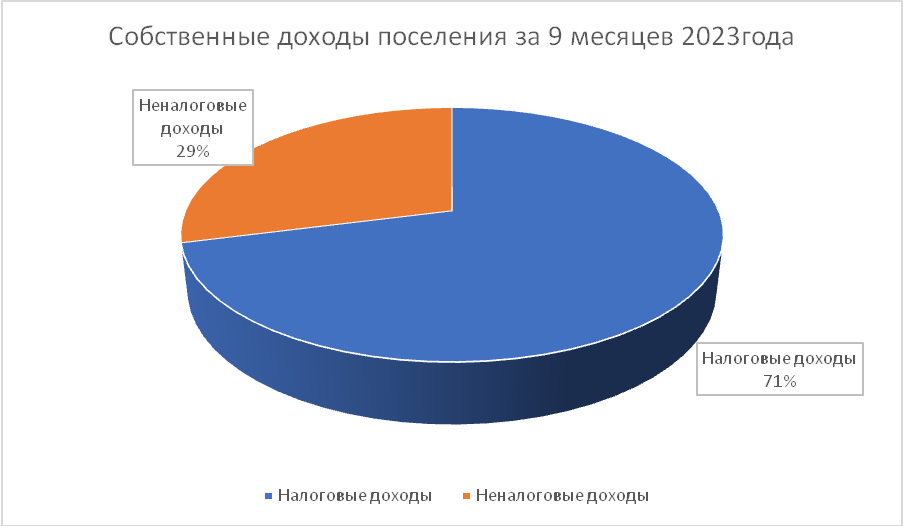 Собственные доходы поселения за 9 месяцев 2023года
Неналоговые
доходы
29%
Налоговые доходы
71%
Налоговые доходы
Неналоговые доходы